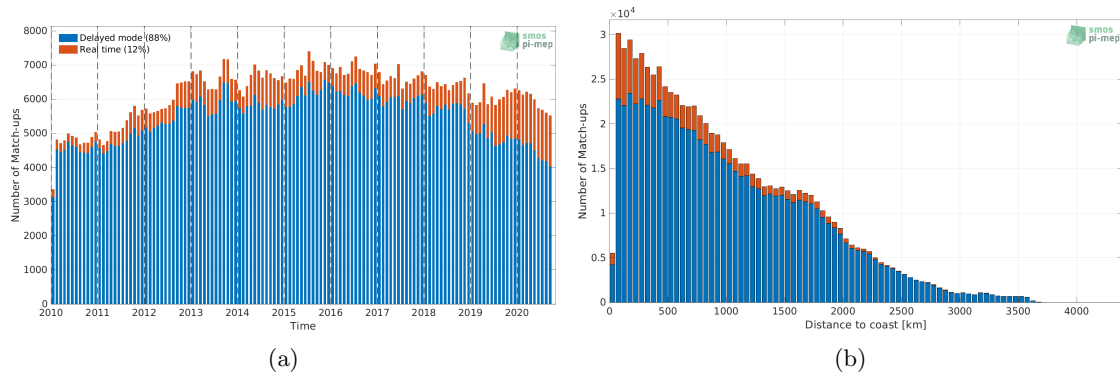 8000
7000
6000
5000
4000
3000
2000
1000
0
Number of Match-ups
Delayed mode (88%)
Real time (12%)
smos
pi-mep
2010 2011 2012 2013 2014 2015 2016 2017 2018 2019 2020
Time
(a)
×10⁴
3
2.5
2
1.5
1
0.5
0
Number of Match-ups
smos
pi-mep
0 500 1000 1500 2000 2500 3000 3500 4000
Distance to coast [km]
(b)